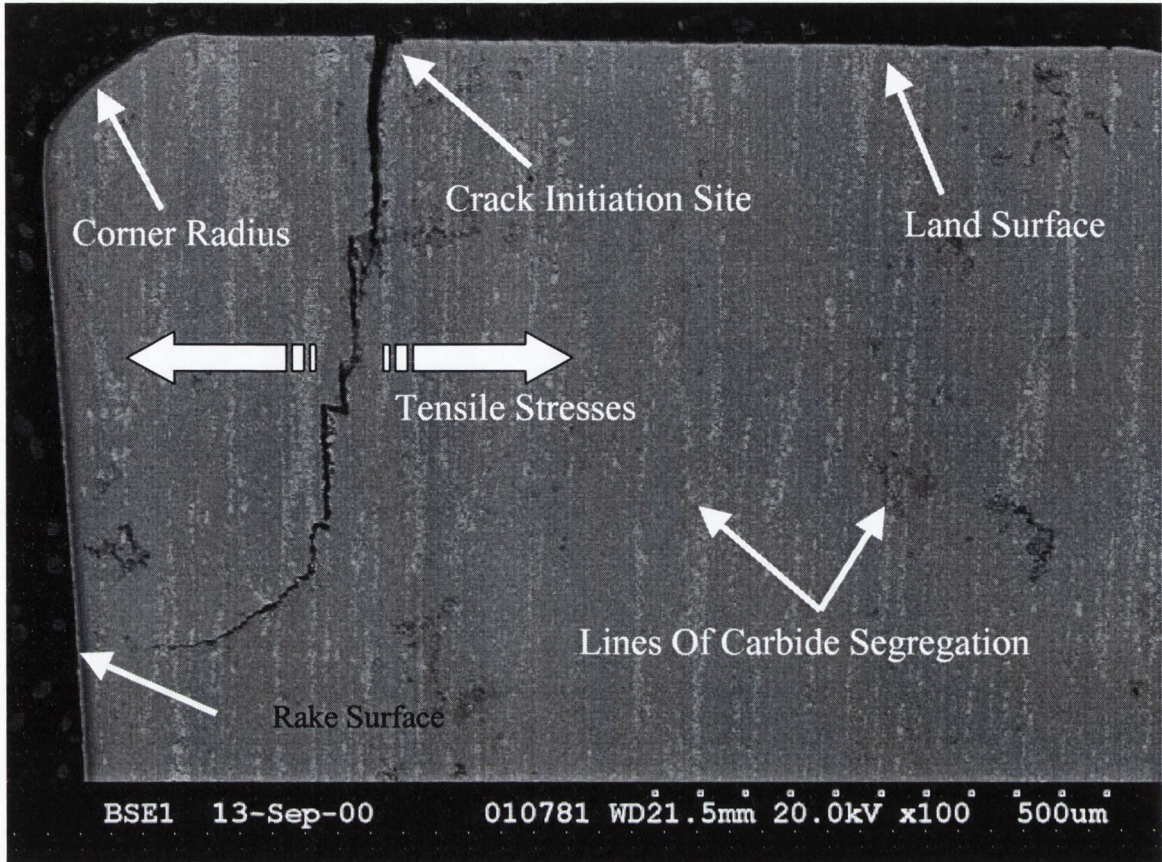 Crack Initiation Site
Corner Radius
Land Surface
Tensile Stresses
Lines Of Carbide Segregation
Rake Surface
BSE1 13-Sep-00 010781 WD21.5mm 20.0kV x100 500um